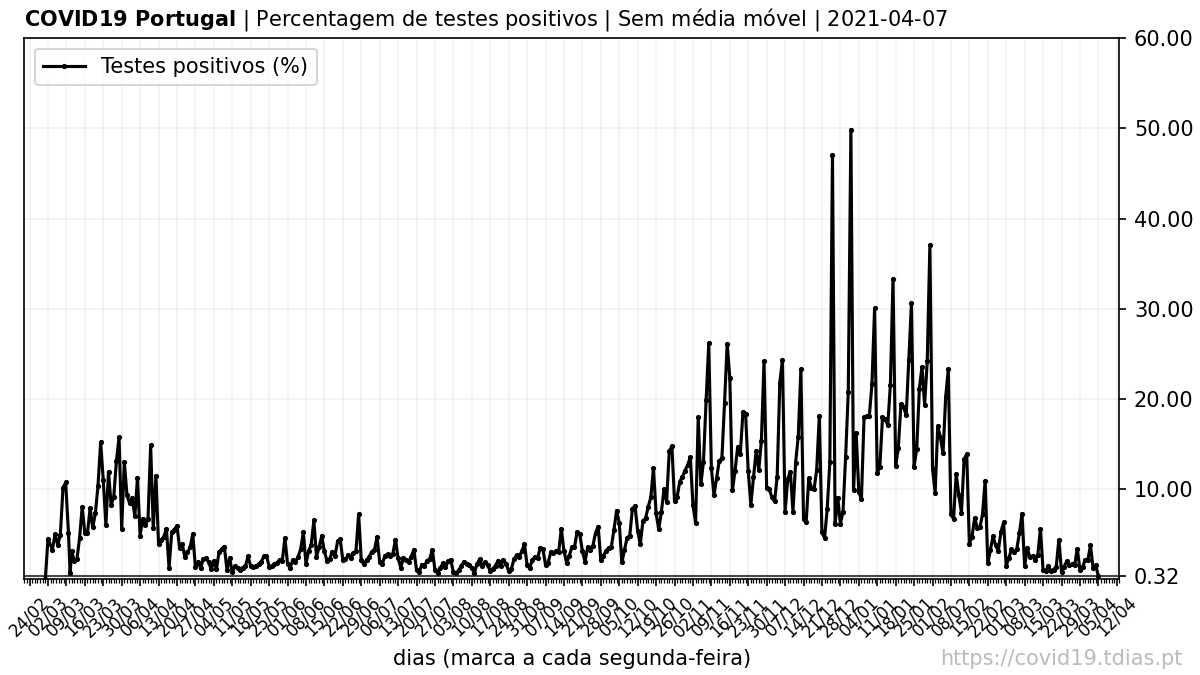 COVID19 Portugal | Percentagem de testes positivos | Sem média móvel | 2021-04-07
Testes positivos (%)
60.00
50.00
40.00
30.00
20.00
10.00
0.32
24/02 02/03 09/03 16/03 23/03 30/03 06/04 13/04 20/04 27/04 04/05 11/05 18/05 25/05 01/06 08/06 15/06 22/06 29/06 06/07 13/07 20/07 27/07 03/08 10/08 17/08 24/08 31/08 07/09 14/09 21/09 28/09 05/10 12/10 19/10 26/10 02/11 09/11 16/11 23/11 30/11 07/12 14/12 21/12 28/12 04/01 11/01 18/01 25/01 01/02 08/02 15/02 22/02 01/03 08/03 15/03 22/03 29/03 05/04 12/04
dias (marca a cada segunda-feira)
https://covid19.tdias.pt